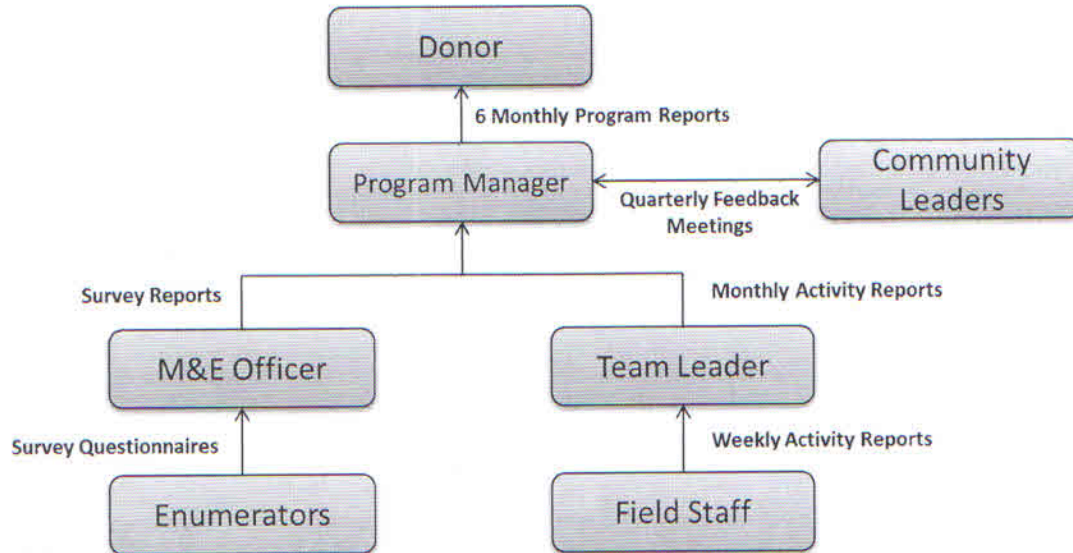 Donor
6 Monthly Program Reports
Program Manager
Community
Leaders
Quarterly Feedback
Meetings
Survey Reports
Monthly Activity Reports
M&E Officer
Team Leader
Survey Questionnaires
Weekly Activity Reports
Enumerators
Field Staff